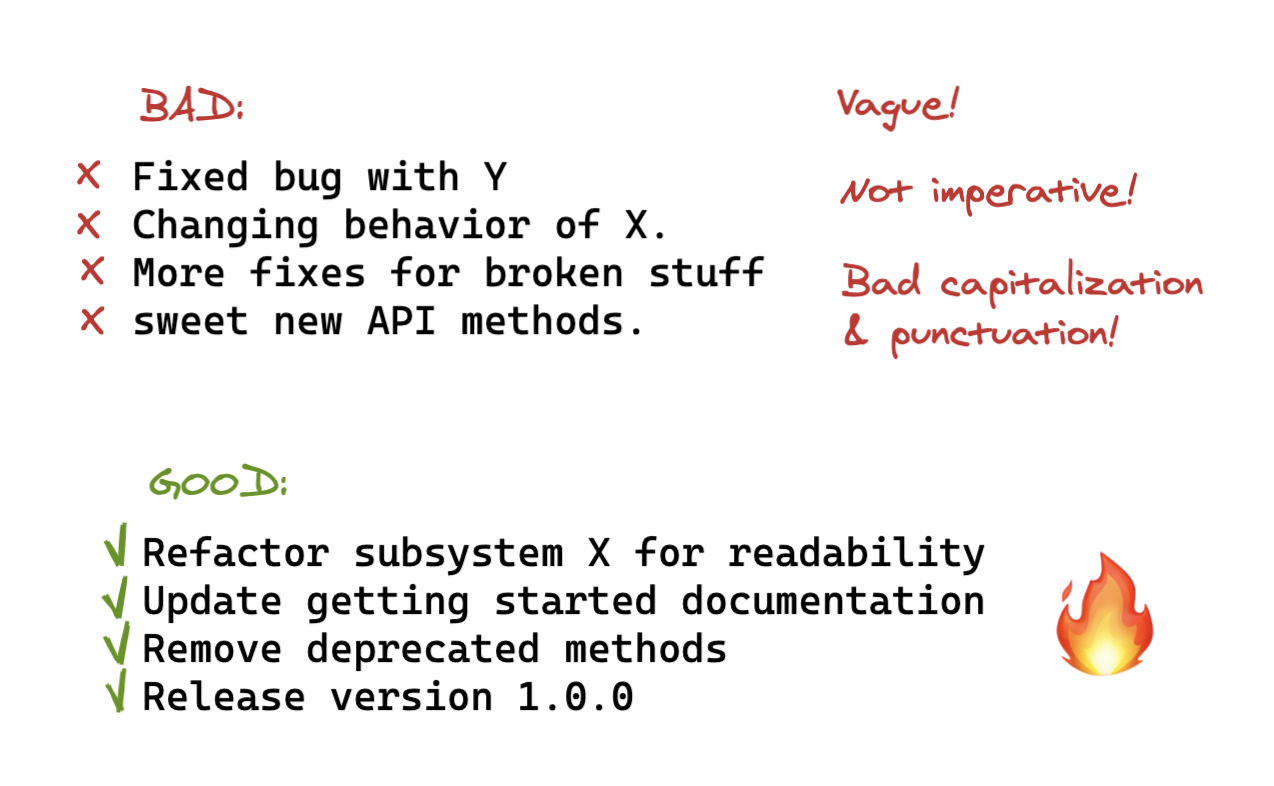 BAD:
Fixed bug with Y
Changing behavior of X.
More fixes for broken stuff
sweet new API methods.
Vague!
Not imperative!
Bad capitalization
& punctuation!
GOOD:
Refactor subsystem X for readability
Update getting started documentation
Remove deprecated methods
Release version 1.0.0